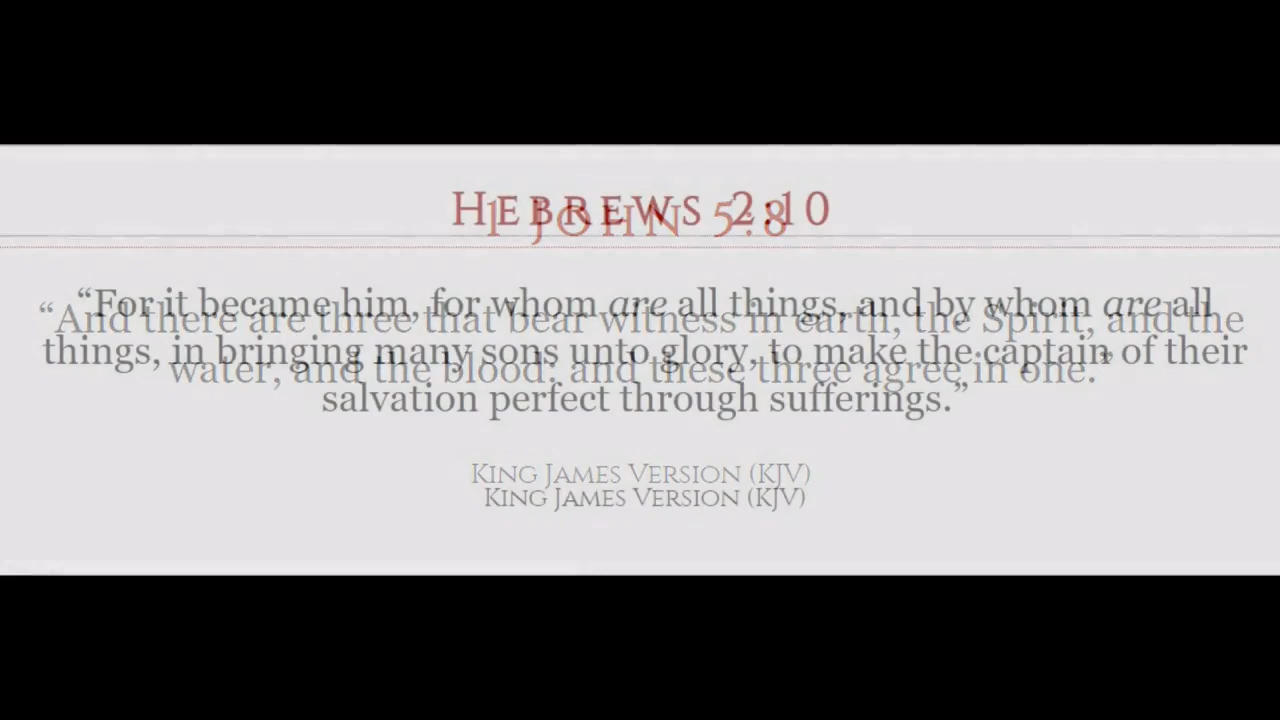 Hebrews 2:10
1 John 5:8
“For it became him, for whom are all things, and by whom are all
“And there are three that bear witness in earth, the Spirit, and the
things, in bringing many sons unto glory, to make the captain of their
water, and the blood: and these three agree in one.”
salvation perfect through sufferings.”
King James Version (KJV)
King James Version (KJV)